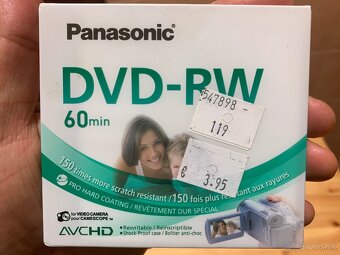 Panasonic
DVD-RW
60min
547898 -
119
€ 3.95
150 times more scratch resistant / 150 fois plus résistant aux rayures
PRO HARD COATING / REVÊTEMENT DUR SPECIAL
for VIDEO CAMERA
pour CAMESCOPE
AVCHD
• Rewritable / Réinscriptible
• Shock-Proof case / Boîtier anti-choc